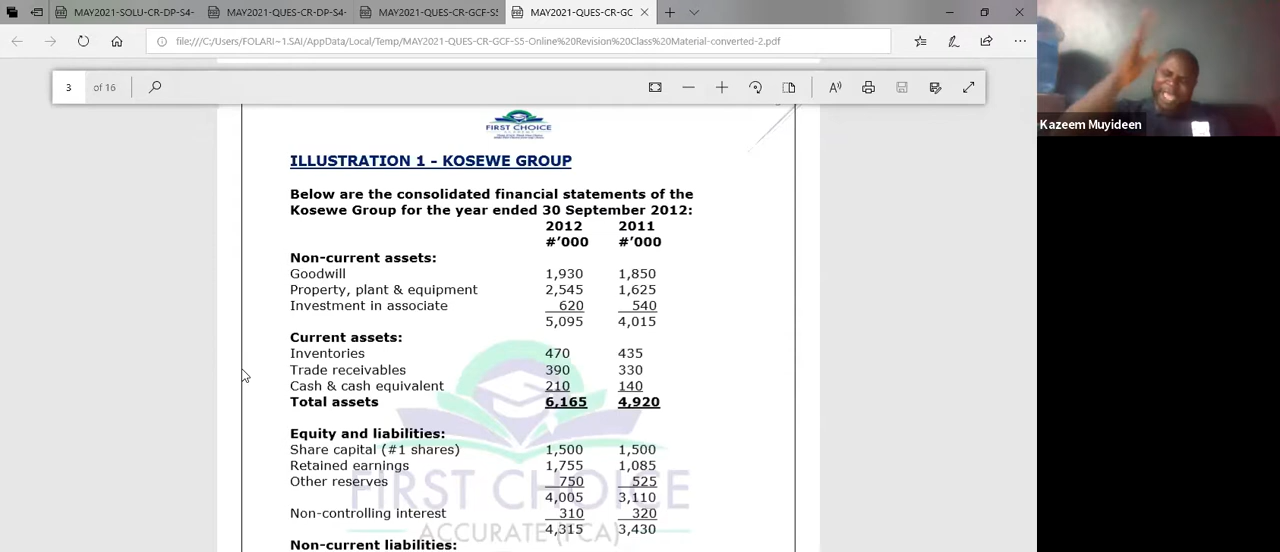 MAY2021-SOLU-CR-DP-S4-
MAY2021-QUES-CR-DP-S4-
MAY2021-QUES-CR-GCF-S5
MAY2021-QUES-CR-GC
file:///C:/Users/FOLARI~1.SAI/AppData/Local/Temp/MAY2021-QUES-CR-GCF-S5-Online%20Revision%20Class%20Material-converted-2.pdf
3 of 16
Kazeem Muyideen
FIRST CHOICE
ILLUSTRATION 1 - KOSEWE GROUP
Below are the consolidated financial statements of the
Kosewe Group for the year ended 30 September 2012:
2012 2011
#’000 #’000
Non-current assets:
Goodwill 1,930 1,850
Property, plant & equipment 2,545 1,625
Investment in associate 620 540
5,095 4,015
Current assets:
Inventories 470 435
Trade receivables 390 330
Cash & cash equivalent 210 140
Total assets 6,165 4,920
Equity and liabilities:
Share capital (#1 shares) 1,500 1,500
Retained earnings 1,755 1,085
Other reserves 750 525
4,005 3,110
Non-controlling interest 310 320
4,315 3,430
Non-current liabilities:
FIRST CHOICE
ACCURATE (FCA)